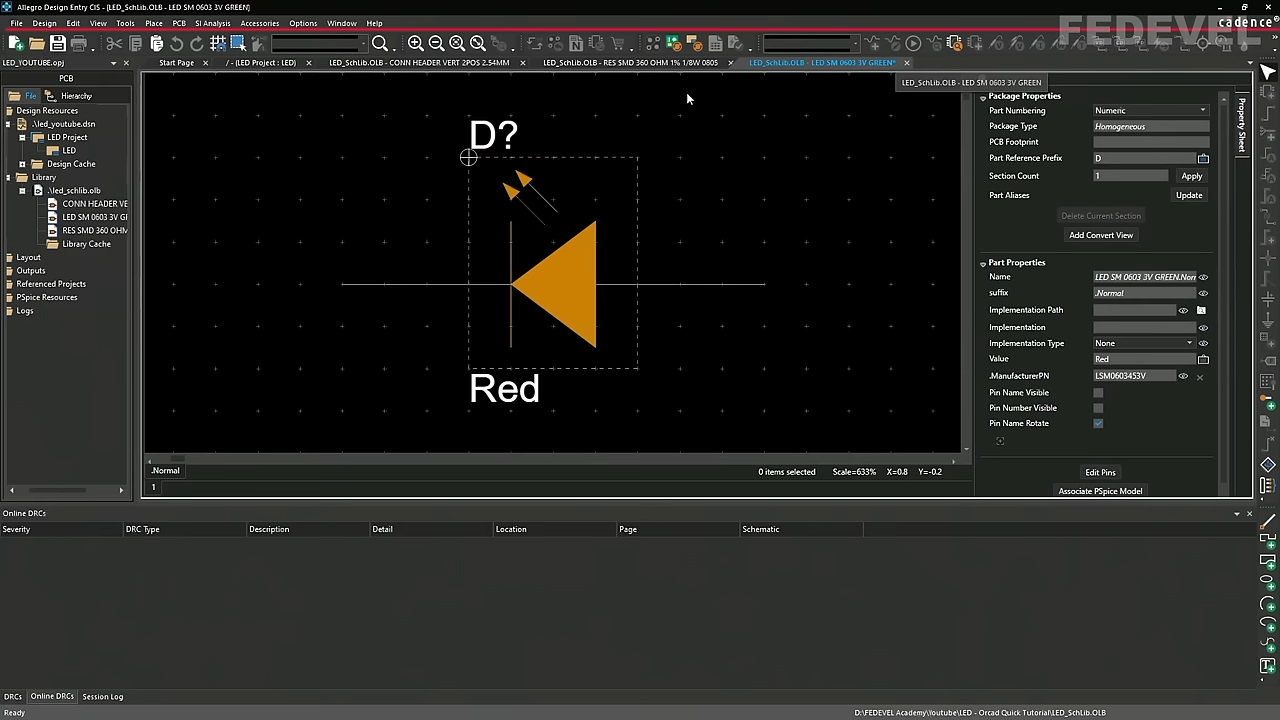 Allegro Design Entry CIS - [LED_SchLib.OLB - LED SM 0603 3V GREEN]
File Design Edit View Tools Place PCB SI Analysis Accessories Options Window Help
FEDEVEL
cadence
LED_YOUTUBE.opj
Start Page
/ - (LED Project : LED)
LED_SchLib.OLB - CONN HEADER VERT 2POS 2.54MM
LED_SchLib.OLB - RES SMD 360 OHM 1% 1/8W 0805
LED_SchLib.OLB - LED SM 0603 3V GREEN*
LED_SchLib.OLB - LED SM 0603 3V GREEN
PCB
File Hierarchy
Design Resources
.\led_youtube.dsn
LED Project
LED
Design Cache
Library
.\led_schlib.olb
CONN HEADER VE
LED SM 0603 3V GF
RES SMD 360 OHM
Library Cache
Layout
Outputs
Referenced Projects
PSpice Resources
Logs
D?
Red
.Normal
0 items selected Scale=633% X=0.8 Y=-0.2
1
Property Sheet
Package Properties
Part Numbering Numeric
Package Type Homogeneous
PCB Footprint
Part Reference Prefix D
Section Count 1 Apply
Part Aliases Update
Delete Current Section
Add Convert View
Part Properties
Name LED SM 0603 3V GREEN.Norr
suffix .Normal
Implementation Path
Implementation
Implementation Type None
Value Red
.ManufacturerPN LSM0603453V
Pin Name Visible
Pin Number Visible
Pin Name Rotate
Edit Pins
Associate PSpice Model
Online DRCs
Severity DRC Type Description Detail Location Page Schematic
DRCs Online DRCs Session Log
Ready
D:\FEDEVEL Academy\Youtube\LED - Orcad Quick Tutorial\LED_SchLib.OLB